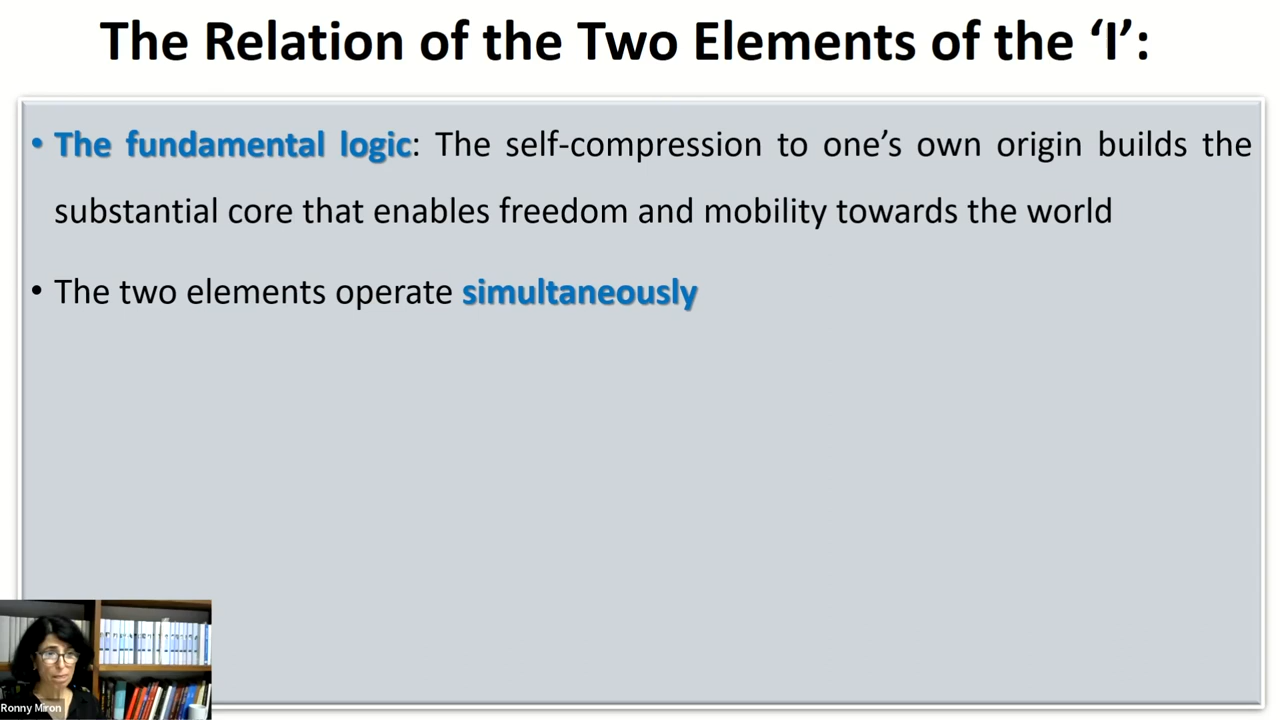 The Relation of the Two Elements of the ‘I’:
• The fundamental logic: The self-compression to one’s own origin builds the
substantial core that enables freedom and mobility towards the world
• The two elements operate simultaneously
Ronny Miron